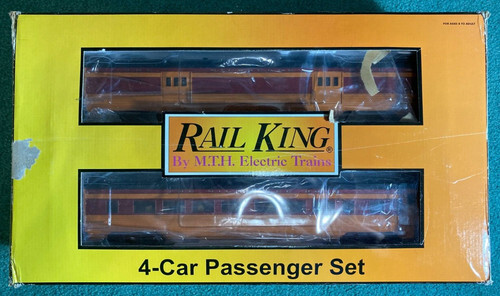 RAIL KING®
By M.T.H. Electric Trains
4-Car Passenger Set